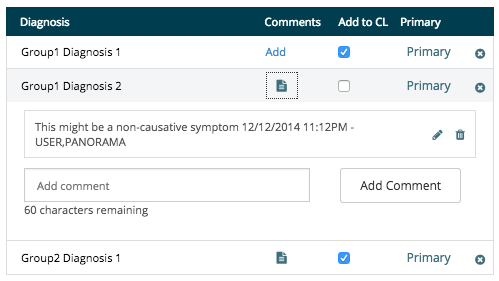 Diagnosis Comments Add to CL Primary
Group1 Diagnosis 1 Add Primary
Group1 Diagnosis 2 Primary
This might be a non-causative symptom 12/12/2014 11:12PM -
USER,PANORAMA
Add comment Add Comment
60 characters remaining
Group2 Diagnosis 1 Primary